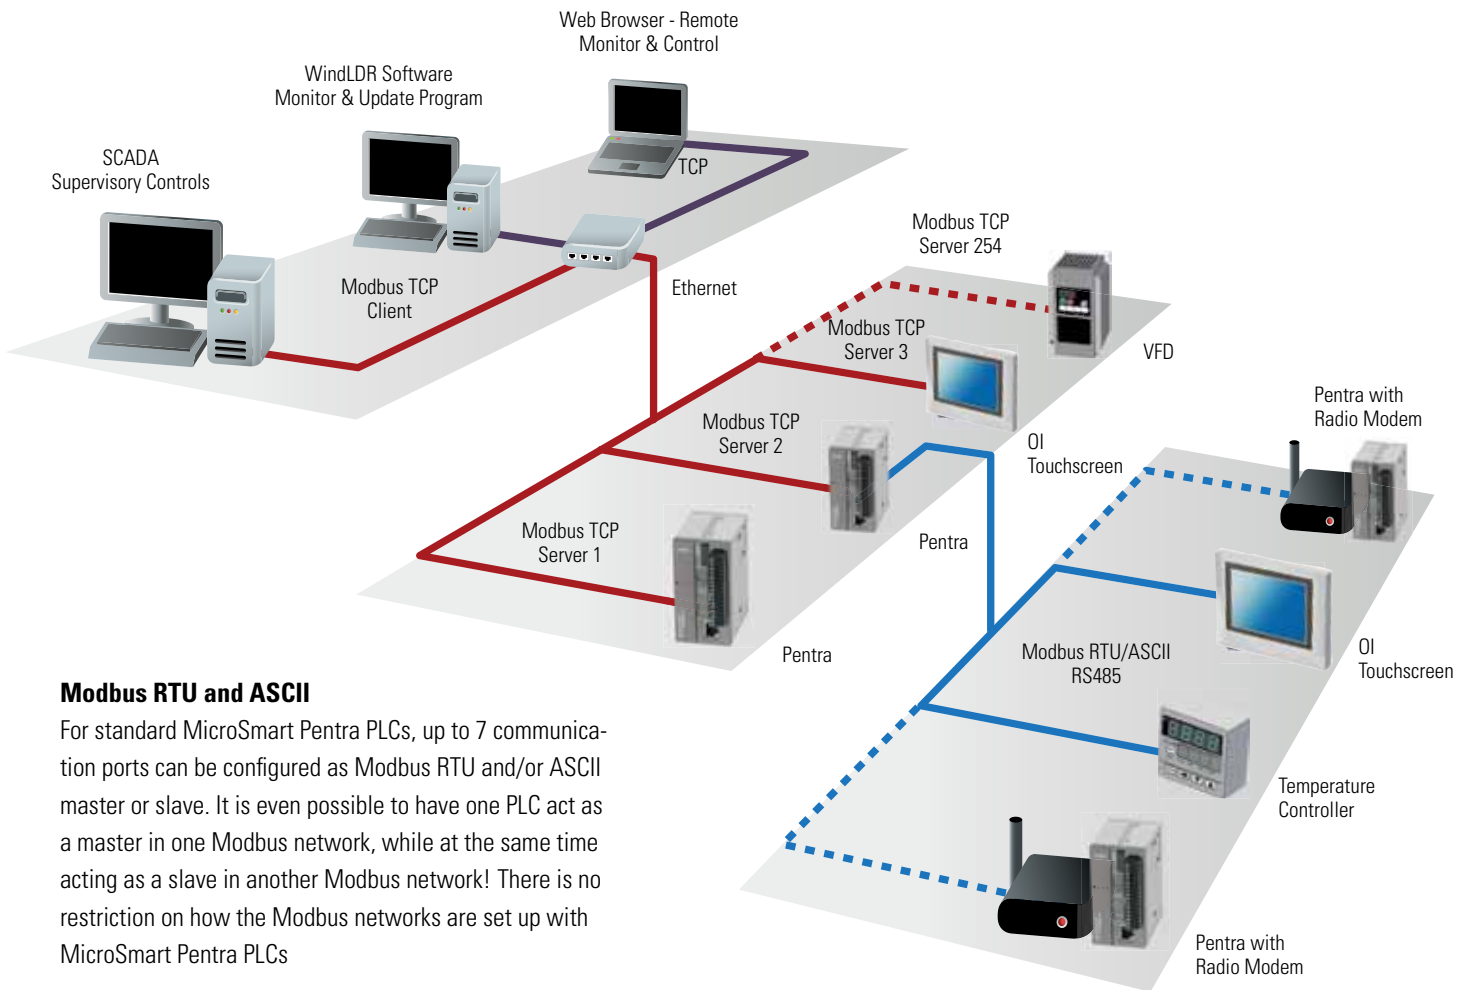 Web Browser - Remote
Monitor & Control
WindLDR Software
Monitor & Update Program
SCADA
Supervisory Controls
TCP
Modbus TCP
Client
Ethernet
Modbus TCP
Server 254
Modbus TCP
Server 3
VFD
Modbus TCP
Server 2
OI
Touchscreen
Pentra with
Radio Modem
Modbus TCP
Server 1
Pentra
Pentra
Modbus RTU/ASCII
RS485
OI
Touchscreen
Temperature
Controller
Pentra with
Radio Modem
Modbus RTU and ASCII
For standard MicroSmart Pentra PLCs, up to 7 communica-
tion ports can be configured as Modbus RTU and/or ASCII
master or slave. It is even possible to have one PLC act as
a master in one Modbus network, while at the same time
acting as a slave in another Modbus network! There is no
restriction on how the Modbus networks are set up with
MicroSmart Pentra PLCs